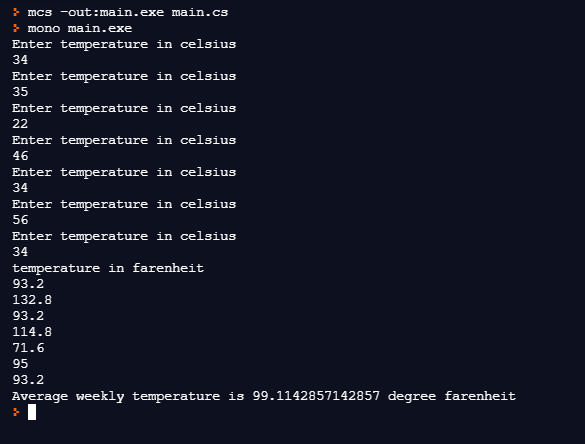 mcs -out:main.exe main.cs
mono main.exe
Enter temperature in celsius
34
Enter temperature in celsius
35
Enter temperature in celsius
22
Enter temperature in celsius
46
Enter temperature in celsius
34
Enter temperature in celsius
56
Enter temperature in celsius
34
temperature in farenheit
93.2
132.8
93.2
114.8
71.6
95
93.2
Average weekly temperature is 99.1142857142857 degree farenheit